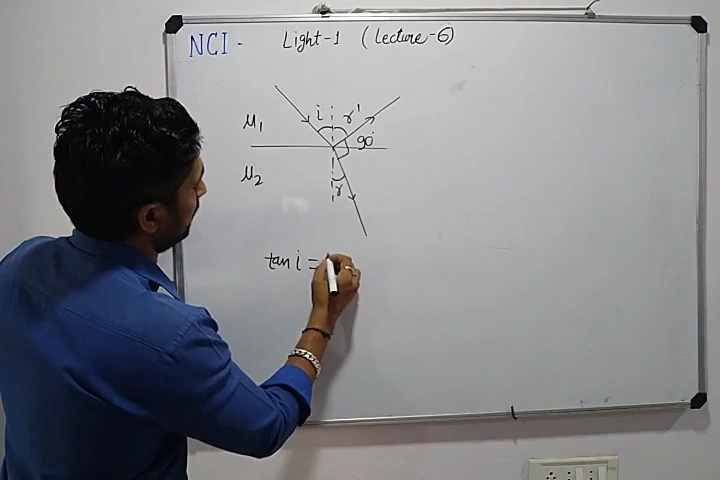 NCI - Light-1 (Lecture-6)
i r'
μ1 90°
μ2 r
tan i =